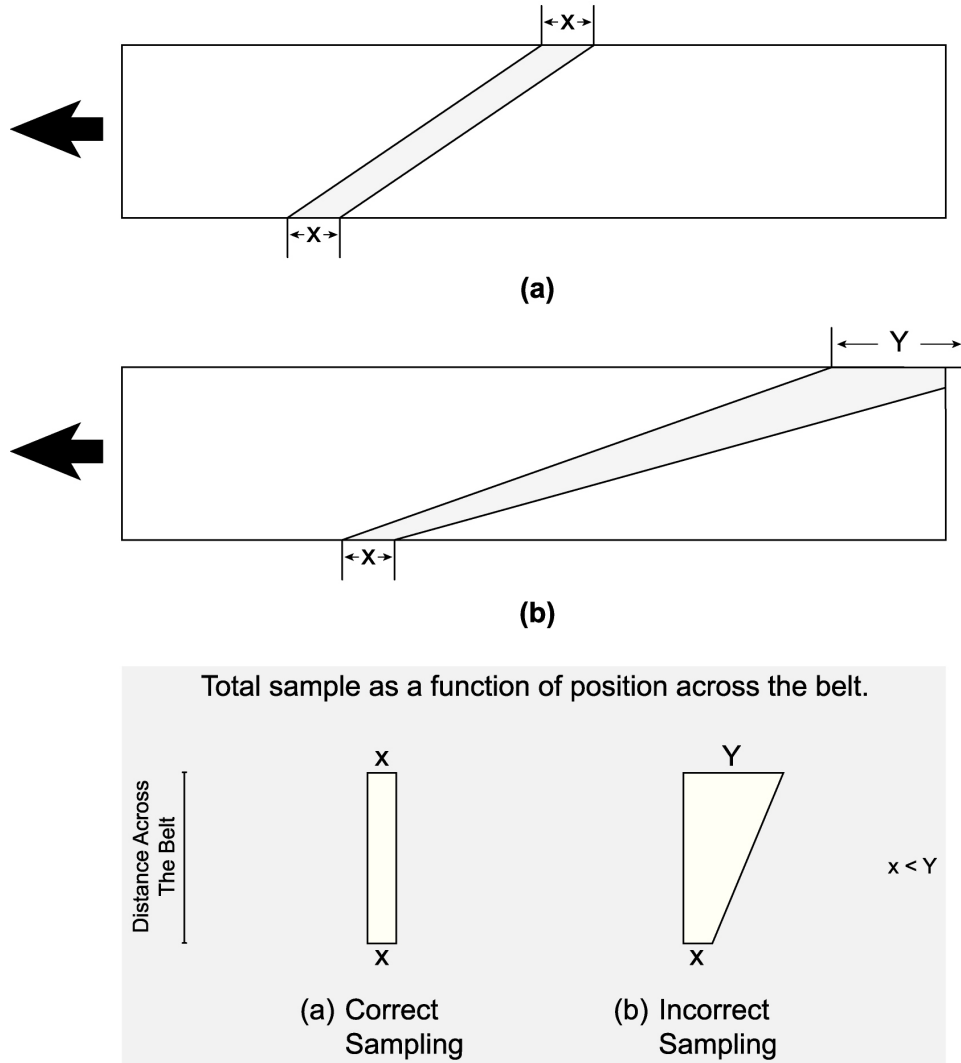 x
x
(a)
Y
x
(b)
Total sample as a function of position across the belt.
Distance Across
The Belt
x
x
Y
x
x < Y
(a) Correct
Sampling
(b) Incorrect
Sampling